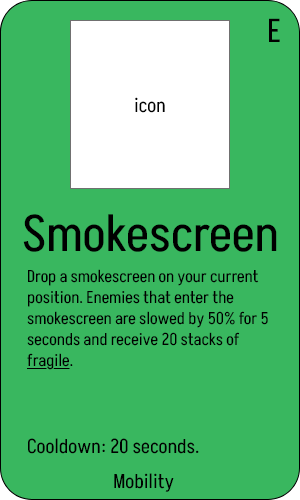 E
icon
Smokescreen
Drop a smokescreen on your current
position. Enemies that enter the
smokescreen are slowed by 50% for 5
seconds and receive 20 stacks of
fragile.
Cooldown: 20 seconds.
Mobility